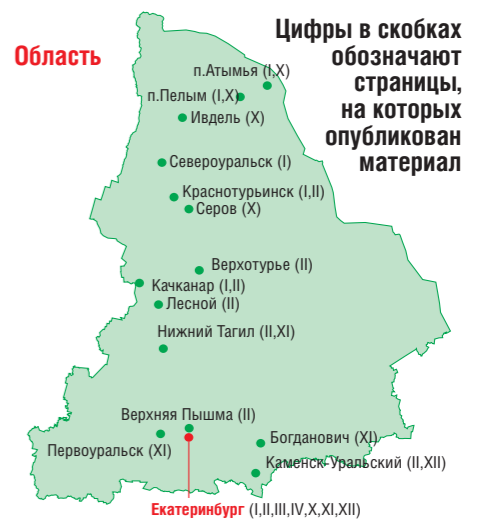 Область
Цифры в скобках
обозначают
страницы,
на которых
опубликован
материал
п.Атымья (I,X)
п.Пелым (I,X)
Ивдель (X)
Североуральск (I)
Краснотурьинск (I,II)
Серов (X)
Верхотурье (II)
Качканар (I,II)
Лесной (II)
Нижний Тагил (II,XI)
Верхняя Пышма (II)
Первоуральск (XI)
Богданович (XI)
Каменск-Уральский (II,XII)
Екатеринбург (I,II,III,IV,X,XI,XII)